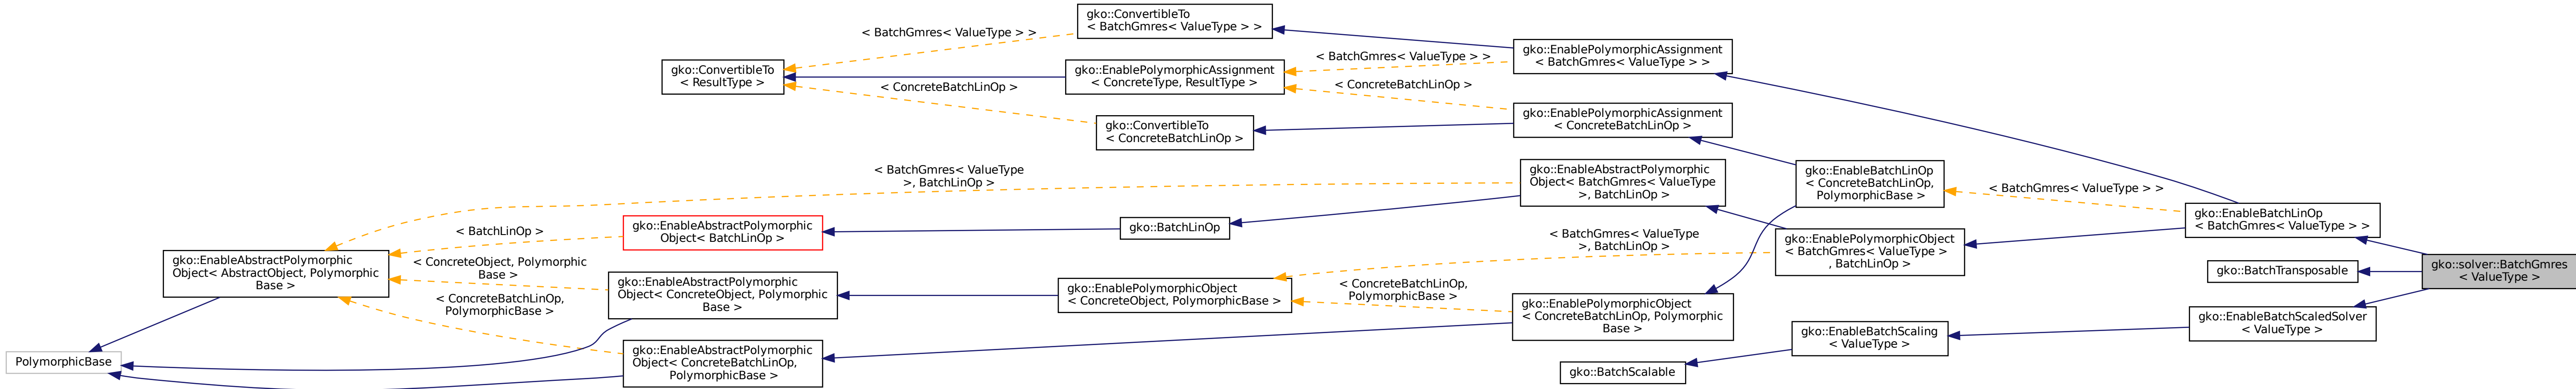 gko::ConvertibleTo
< BatchGmres< ValueType > >
< BatchGmres< ValueType > >
gko::EnablePolymorphicAssignment
< BatchGmres< ValueType > >
< BatchGmres< ValueType > >
gko::ConvertibleTo
< ResultType >
gko::EnablePolymorphicAssignment
< ConcreteType, ResultType >
< ConcreteBatchLinOp >
< ConcreteBatchLinOp >
gko::EnablePolymorphicAssignment
< ConcreteBatchLinOp >
gko::ConvertibleTo
< ConcreteBatchLinOp >
< BatchGmres< ValueType
>, BatchLinOp >
gko::EnableAbstractPolymorphic
Object< BatchGmres< ValueType
>, BatchLinOp >
gko::EnableBatchLinOp
< ConcreteBatchLinOp,
PolymorphicBase >
< BatchGmres< ValueType > >
gko::EnableBatchLinOp
< BatchGmres< ValueType > >
gko::EnableAbstractPolymorphic
Object< BatchLinOp >
< BatchLinOp >
gko::BatchLinOp
< BatchGmres< ValueType
>, BatchLinOp >
gko::EnablePolymorphicObject
< BatchGmres< ValueType >
, BatchLinOp >
gko::EnableAbstractPolymorphic
Object< AbstractObject, Polymorphic
Base >
< ConcreteObject, Polymorphic
Base >
gko::EnableAbstractPolymorphic
Object< ConcreteObject, Polymorphic
Base >
gko::EnablePolymorphicObject
< ConcreteObject, PolymorphicBase >
< ConcreteBatchLinOp,
PolymorphicBase >
gko::EnablePolymorphicObject
< ConcreteBatchLinOp, Polymorphic
Base >
gko::BatchTransposable
gko::solver::BatchGmres
< ValueType >
< ConcreteBatchLinOp,
PolymorphicBase >
gko::EnableBatchScaledSolver
< ValueType >
gko::EnableBatchScaling
< ValueType >
PolymorphicBase
gko::EnableAbstractPolymorphic
Object< ConcreteBatchLinOp,
PolymorphicBase >
gko::BatchScalable